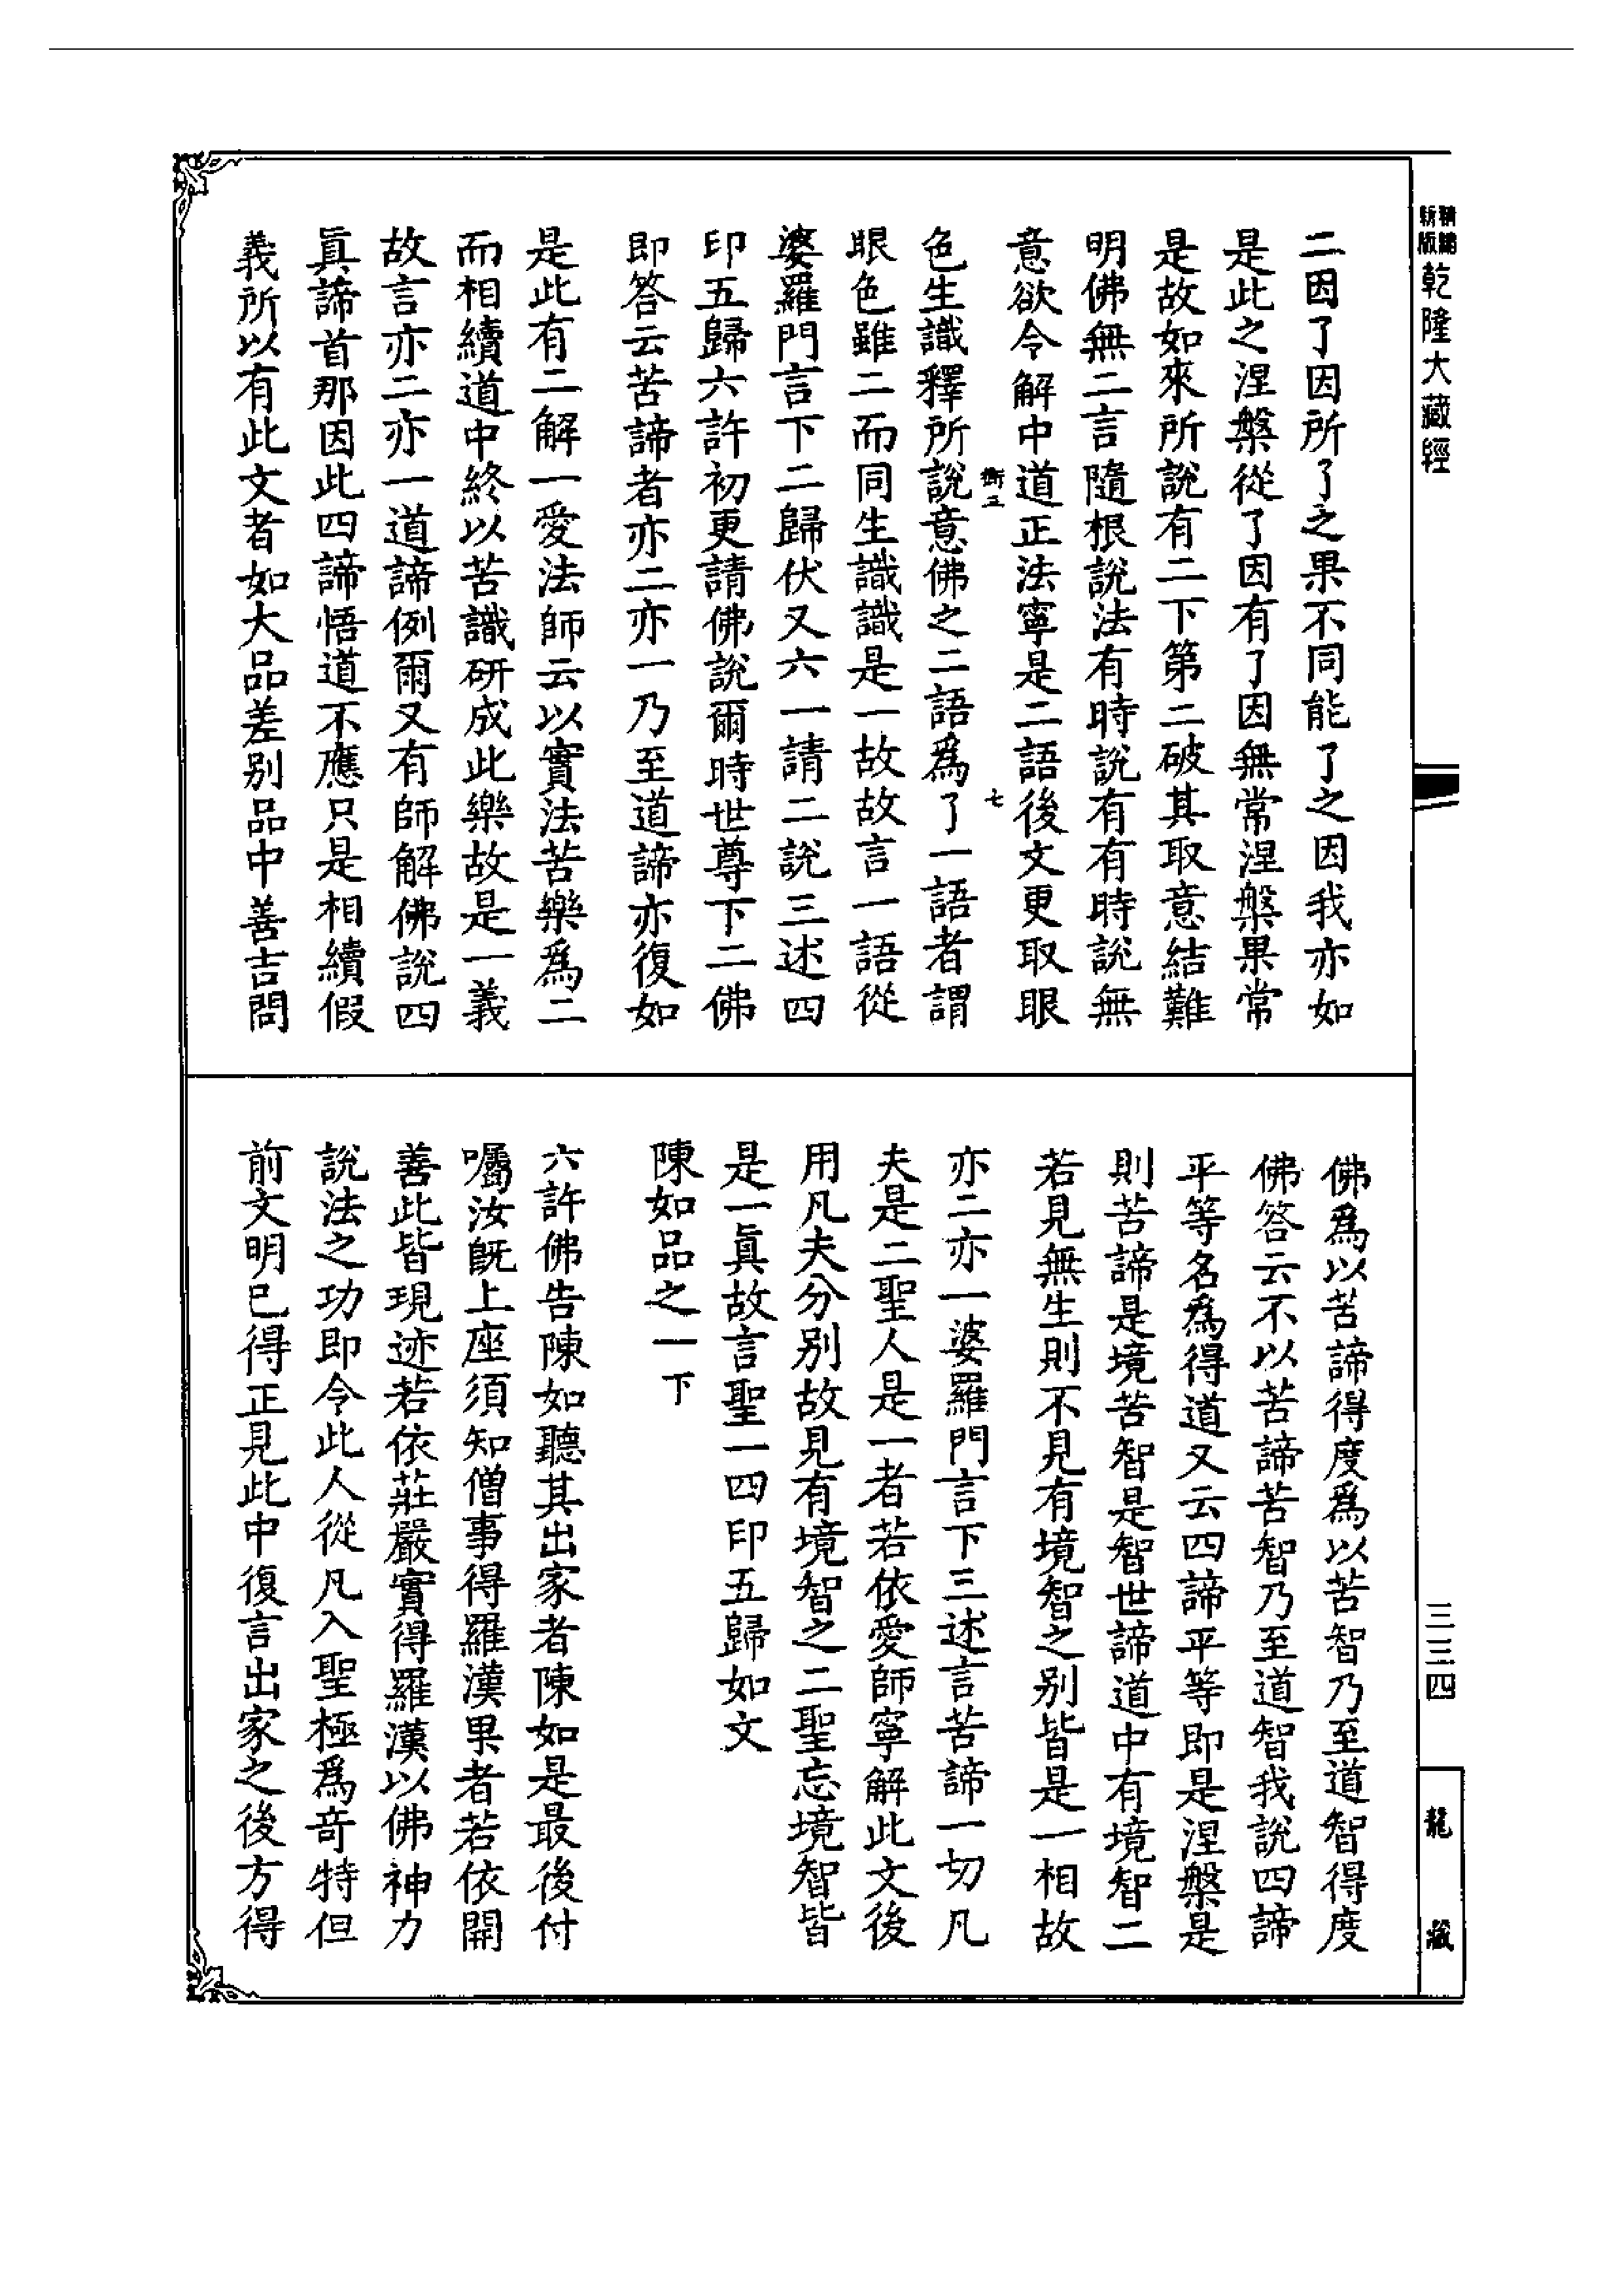 精編新版乾隆大藏經
二因了因所了之果不同能了之因我亦如
是此之涅槃從了因有了因無常涅槃果常
是故如來所說有二下第二破其取意結難
明佛無二言隨根說法有時說有有時說無
意欲令解中道正法寧是二語後文更取眼
色生識釋所說意佛之二語爲了一語者謂
眼色雖二而同生識識是一故故言一語從
婆羅門言下二歸伏又六一請二說三述四
印五歸六許初更請佛說爾時世尊下二佛
即答云苦諦者亦二亦一乃至道諦亦復如
是此有二解一愛法師云以實法苦樂爲二
而相續道中終以苦識研成此樂故是一義
故言亦二亦一道諦例爾又有師解佛說四
眞諦首那因此四諦悟道不應只是相續假
義所以有此文者如大品差别品中善吉問
七
佛爲以苦諦得度爲以苦智乃至道智得度
佛答云不以苦諦苦智乃至道智我說四諦
平等名爲得道又云四諦平等即是涅槃是
則苦諦是境苦智是智世諦道中有境智二
若見無生則不見有境智之别皆是一相故
亦二亦一婆羅門言下三述言苦諦一切凡
夫是二聖人是一者若依愛師寧解此文後
用凡夫分别故見有境智之二聖忘境智皆
是一眞故言聖一四印五歸如文
陳如品之一下
六許佛告陳如聽其出家者陳如是最後付
囑汝旣上座須知僧事得羅漢果者若依開
善此皆現迹若依莊嚴實得羅漢以佛神力
說法之功即令此人從凡入聖極爲奇特但
前文明已得正見此中復言出家之後方得
三三四
龍藏